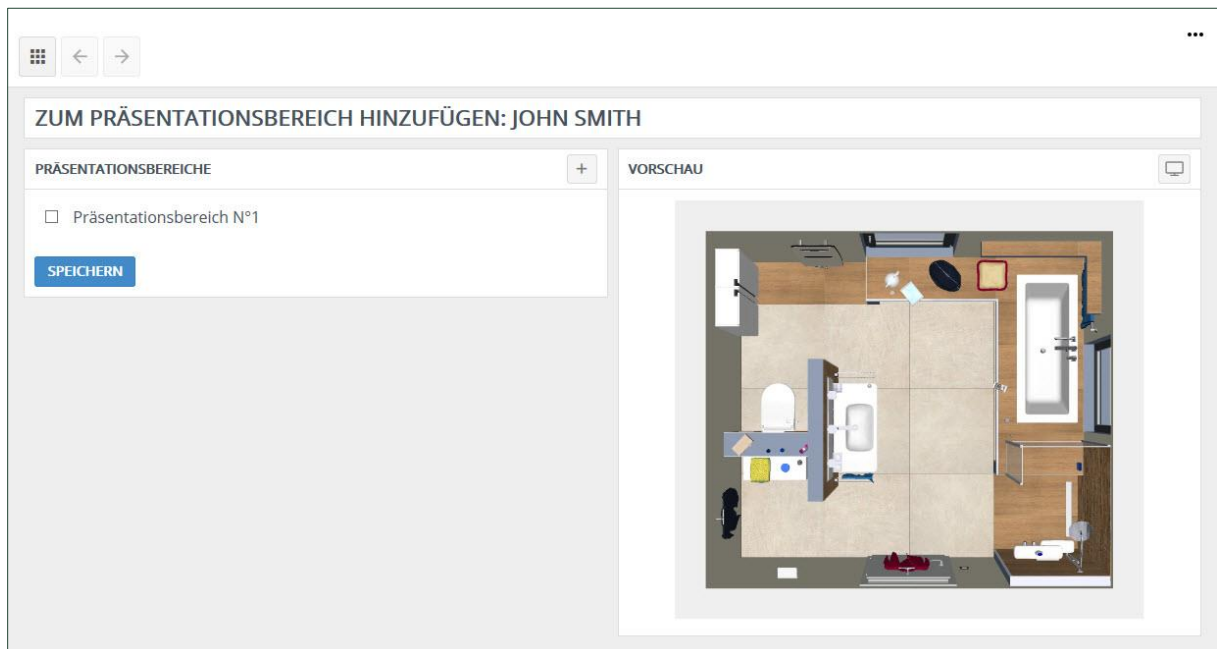 ZUM PRÄSENTATIONSBEREICH HINZUFÜGEN: JOHN SMITH
PRÄSENTATIONSBEREICHE
Präsentationsbereich N°1
SPEICHERN
VORSCHAU